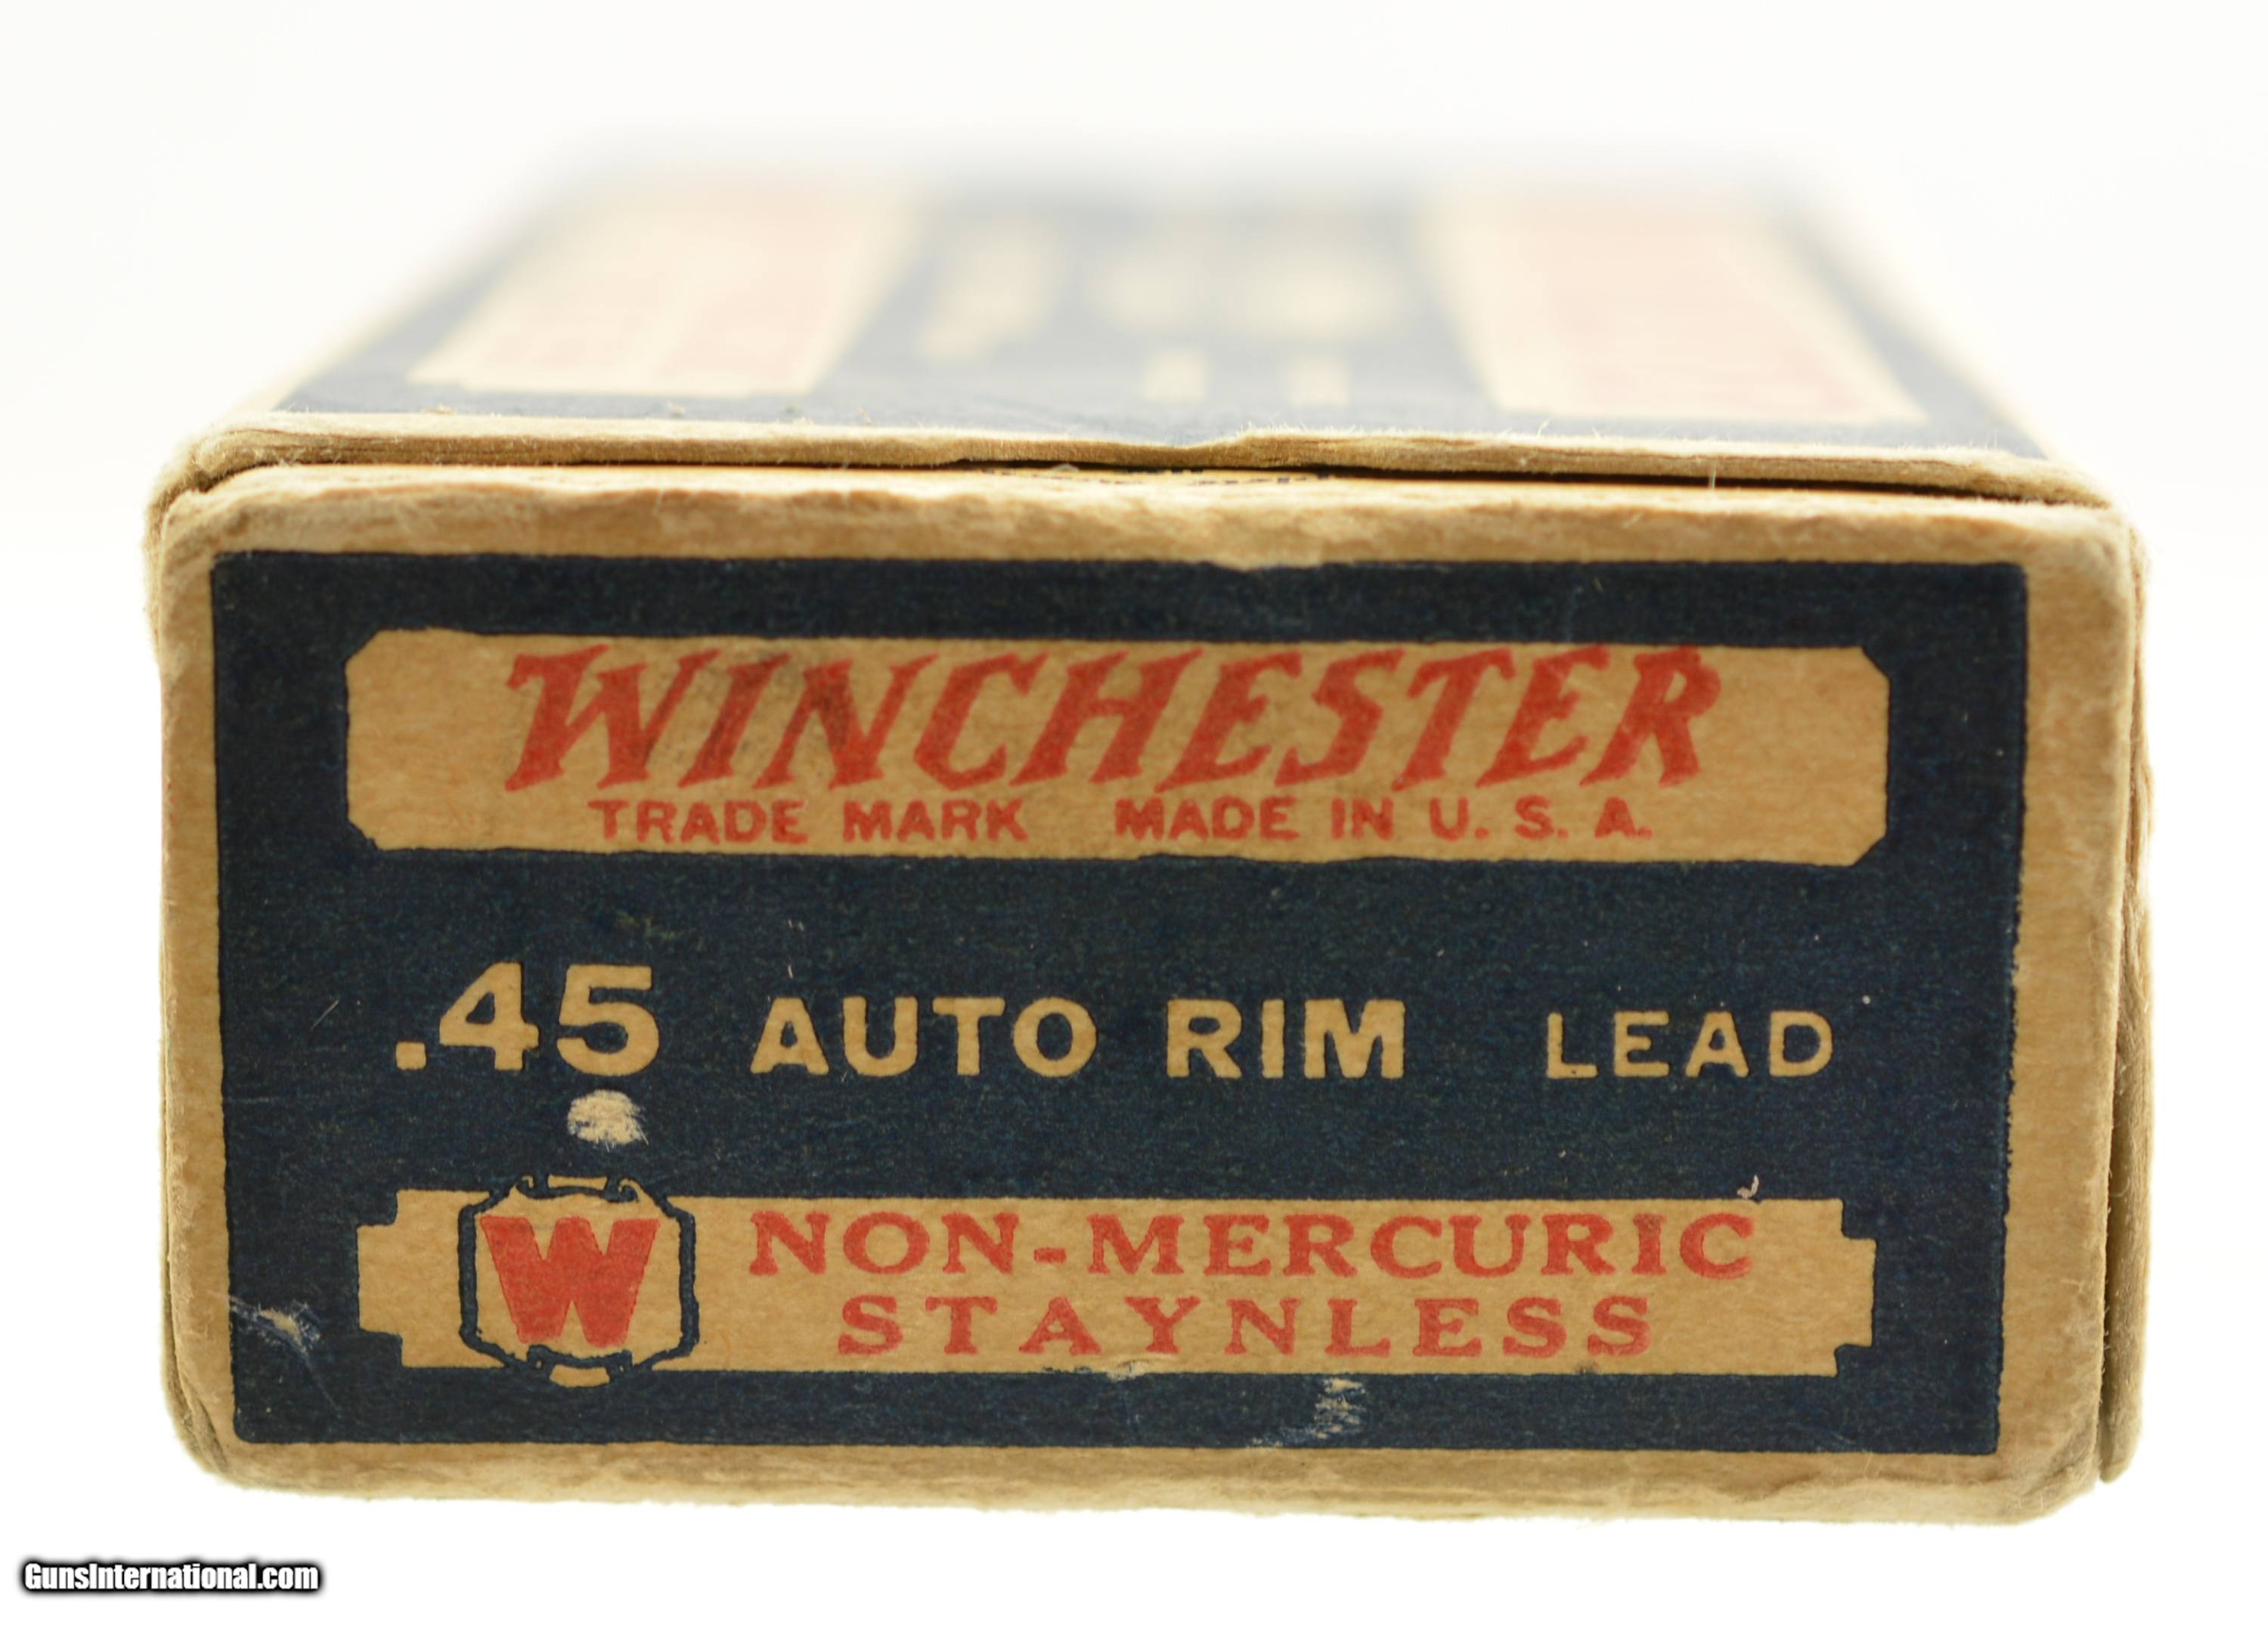 WINCHESTER
TRADE MARK MADE IN U. S. A.
.45 AUTO RIM LEAD
W
NON-MERCURIC
STAYNLESS
GunsInternational.com